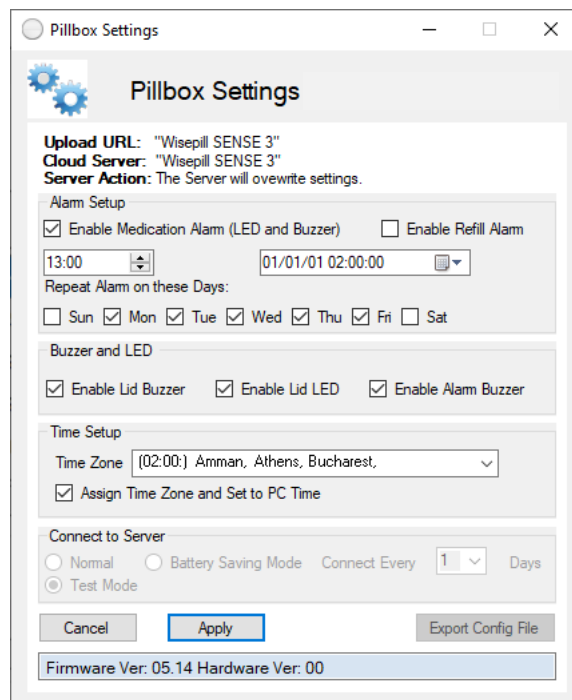 Pillbox Settings
Pillbox Settings
Upload URL: "Wisepill SENSE 3"
Cloud Server: "Wisepill SENSE 3"
Server Action: The Server will ovewrite settings.
Alarm Setup
Enable Medication Alarm (LED and Buzzer) Enable Refill Alarm
13:00 01/01/01 02:00:00
Repeat Alarm on these Days:
Sun Mon Tue Wed Thu Fri Sat
Buzzer and LED
Enable Lid Buzzer Enable Lid LED Enable Alarm Buzzer
Time Setup
Time Zone (02:00:) Amman, Athens, Bucharest,
Assign Time Zone and Set to PC Time
Connect to Server
Normal Battery Saving Mode Connect Every 1 Days
Test Mode
Cancel Apply Export Config File
Firmware Ver: 05.14 Hardware Ver: 00